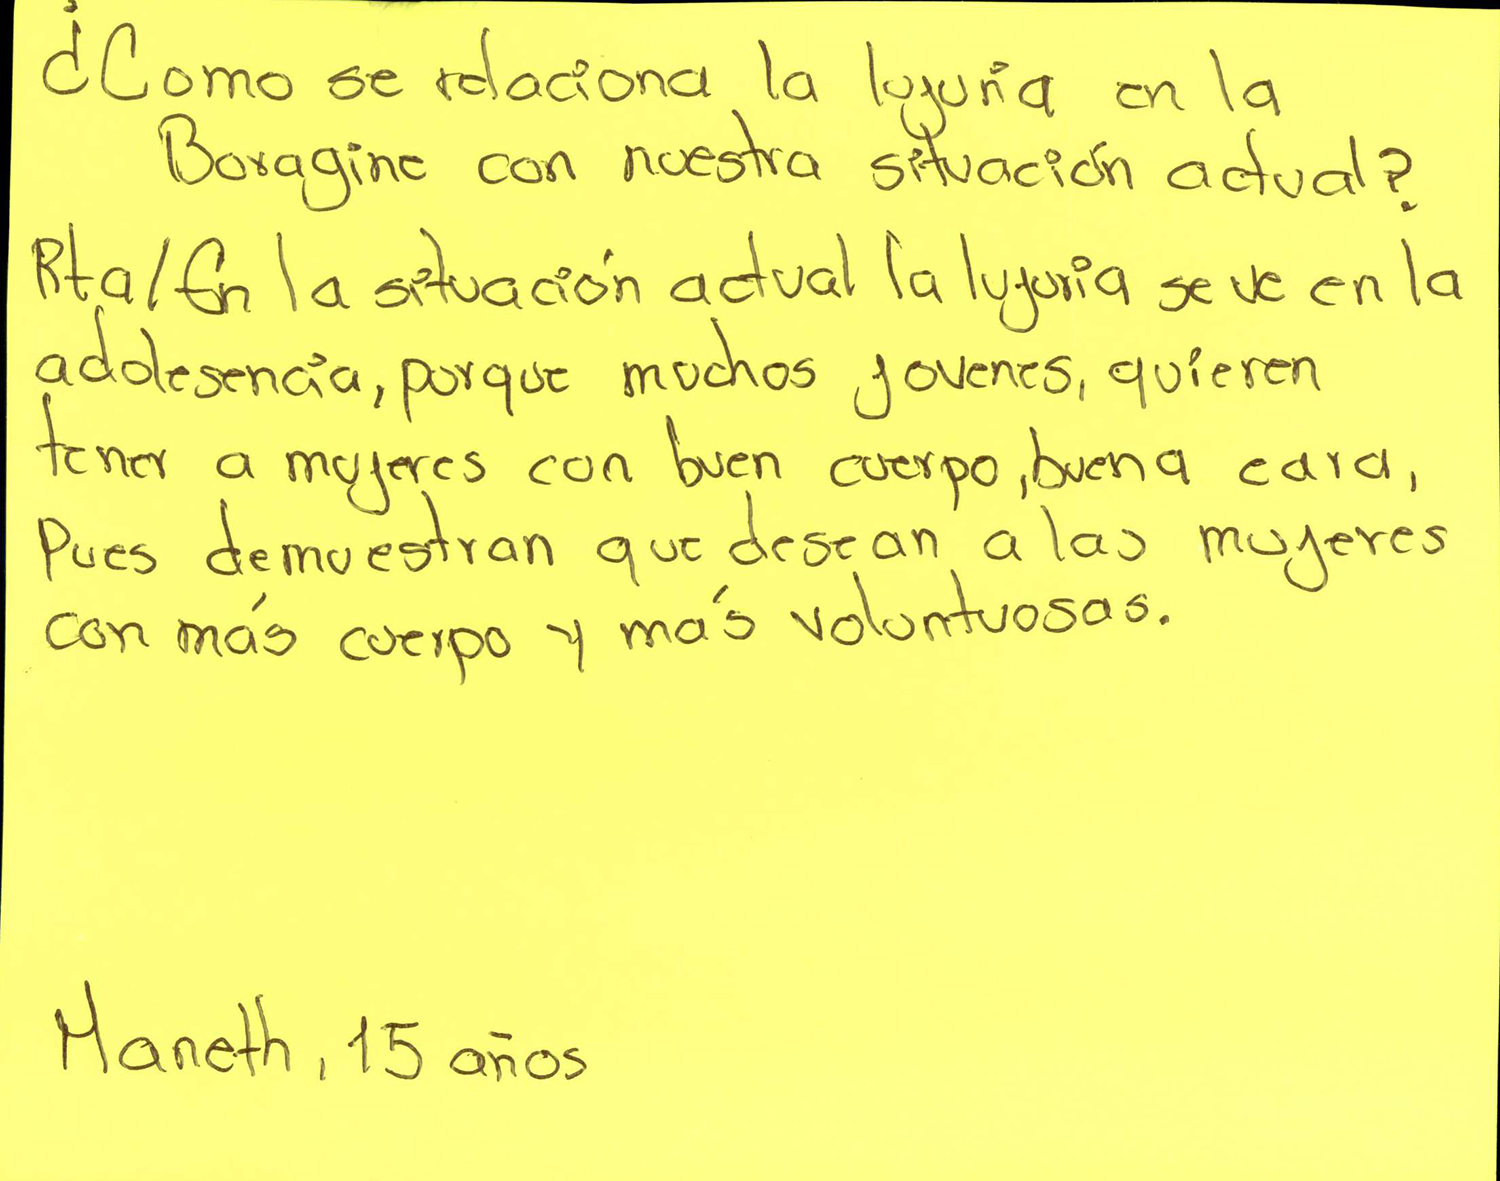 ¿Como se relaciona la lujuria en la
Boragine con nuestra situación actual?
Rta/ En la situación actual la lujuria se ve en la
adolesencia, porque muchos jovenes, quieren
tener a mujeres con buen cuerpo, buena cara,
Pues demuestran que desean a las mujeres
con más cuerpo y más voluntuosas.
Maneth, 15 años